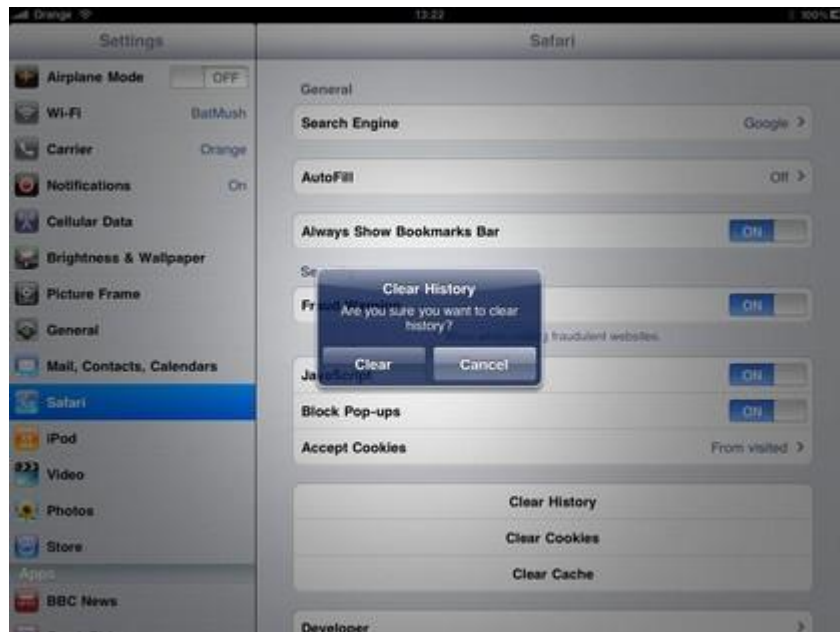 Orange
13:22
100%
Settings
Safari
Airplane Mode OFF
Wi-Fi BatMush
Carrier Orange
Notifications On
Cellular Data
Brightness & Wallpaper
Picture Frame
General
Mail, Contacts, Calendars
Safari
iPod
Video
Photos
Store
Apps
BBC News
General
Search Engine Google
AutoFill Off
Always Show Bookmarks Bar ON
Fraud ON
fraudulent websites.
Clear History
Are you sure you want to clear
history?
Clear Cancel
JavaScript ON
Block Pop-ups ON
Accept Cookies From visited
Clear History
Clear Cookies
Clear Cache
Developer